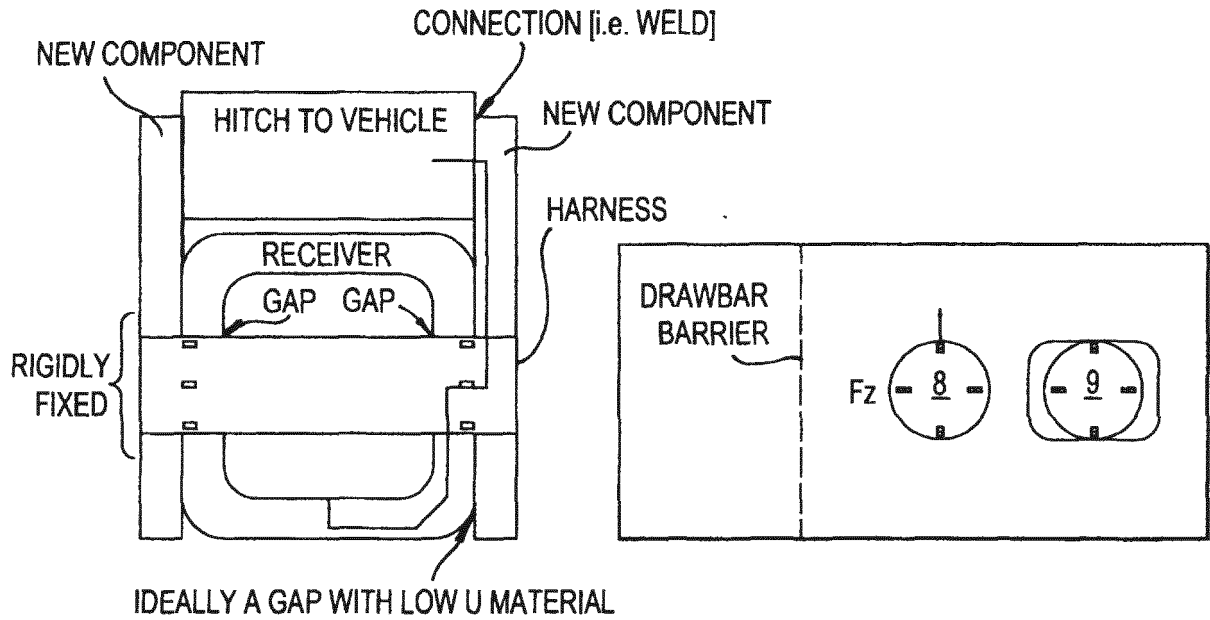 CONNECTION [i.e. WELD]
NEW COMPONENT
HITCH TO VEHICLE
NEW COMPONENT
HARNESS
RECEIVER
GAP GAP
RIGIDLY
FIXED
DRAWBAR
BARRIER
Fz
8
9
IDEALLY A GAP WITH LOW U MATERIAL